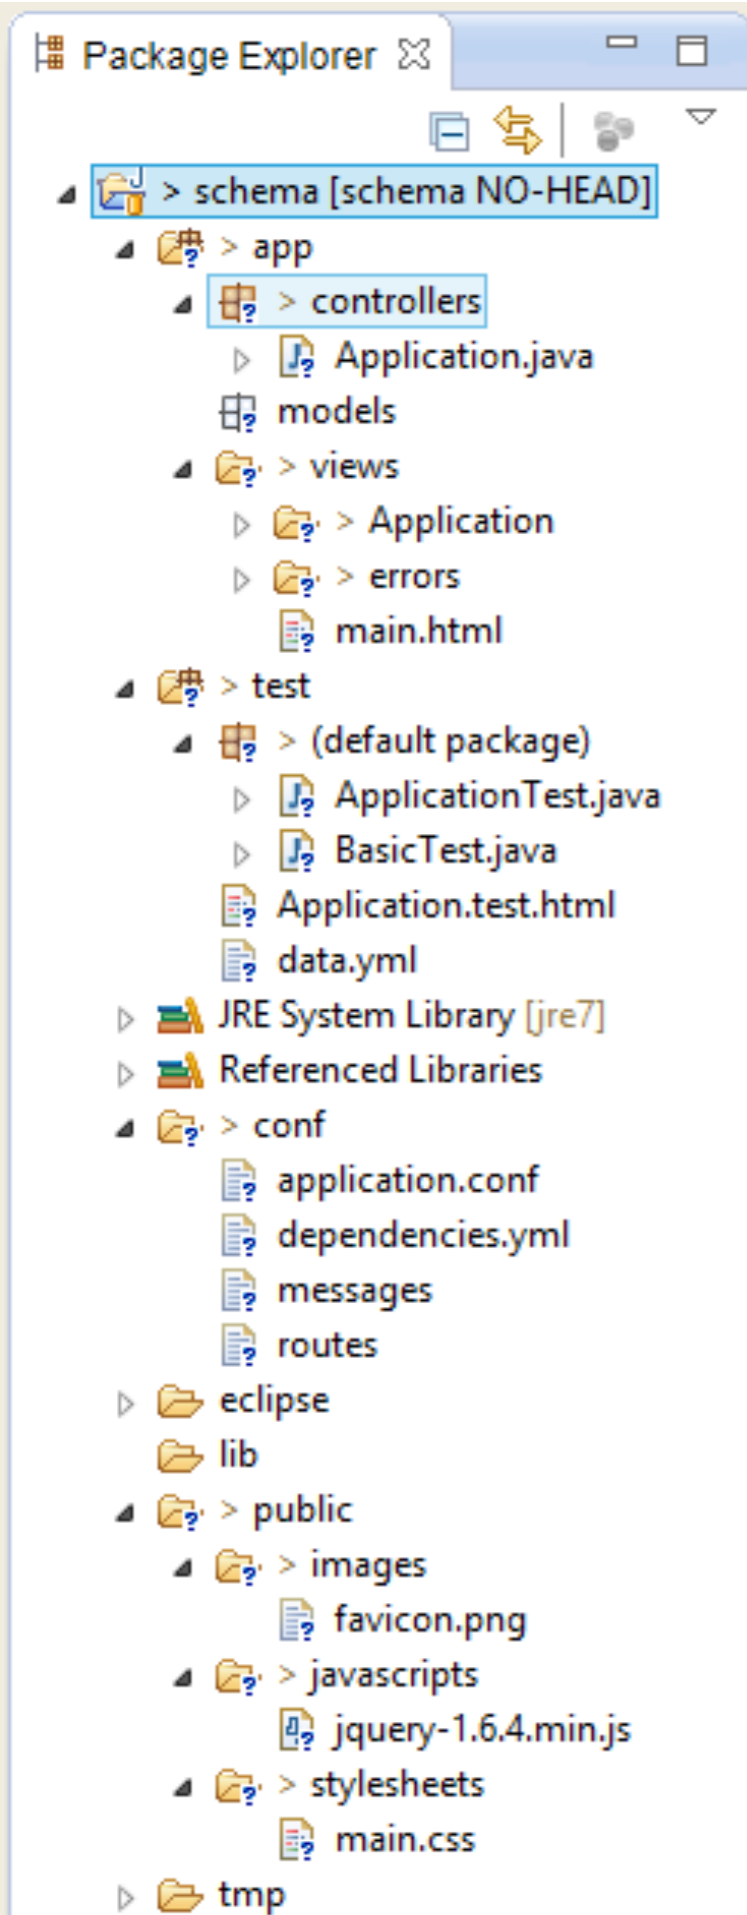 Package Explorer
> schema [schema NO-HEAD]
> app
> controllers
Application.java
models
> views
> Application
> errors
main.html
> test
> (default package)
ApplicationTest.java
BasicTest.java
Application.test.html
data.yml
JRE System Library [jre7]
Referenced Libraries
> conf
application.conf
dependencies.yml
messages
routes
eclipse
lib
> public
> images
favicon.png
> javascripts
jquery-1.6.4.min.js
> stylesheets
main.css
tmp